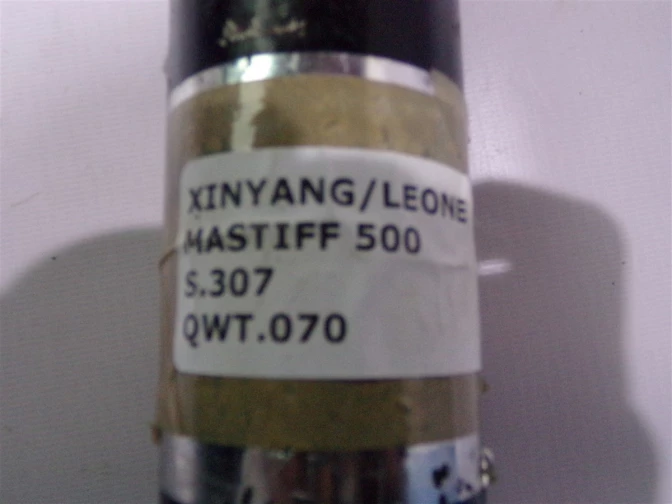 XINYANG/LEONE
MASTIFF 500
S.307
QWT.070